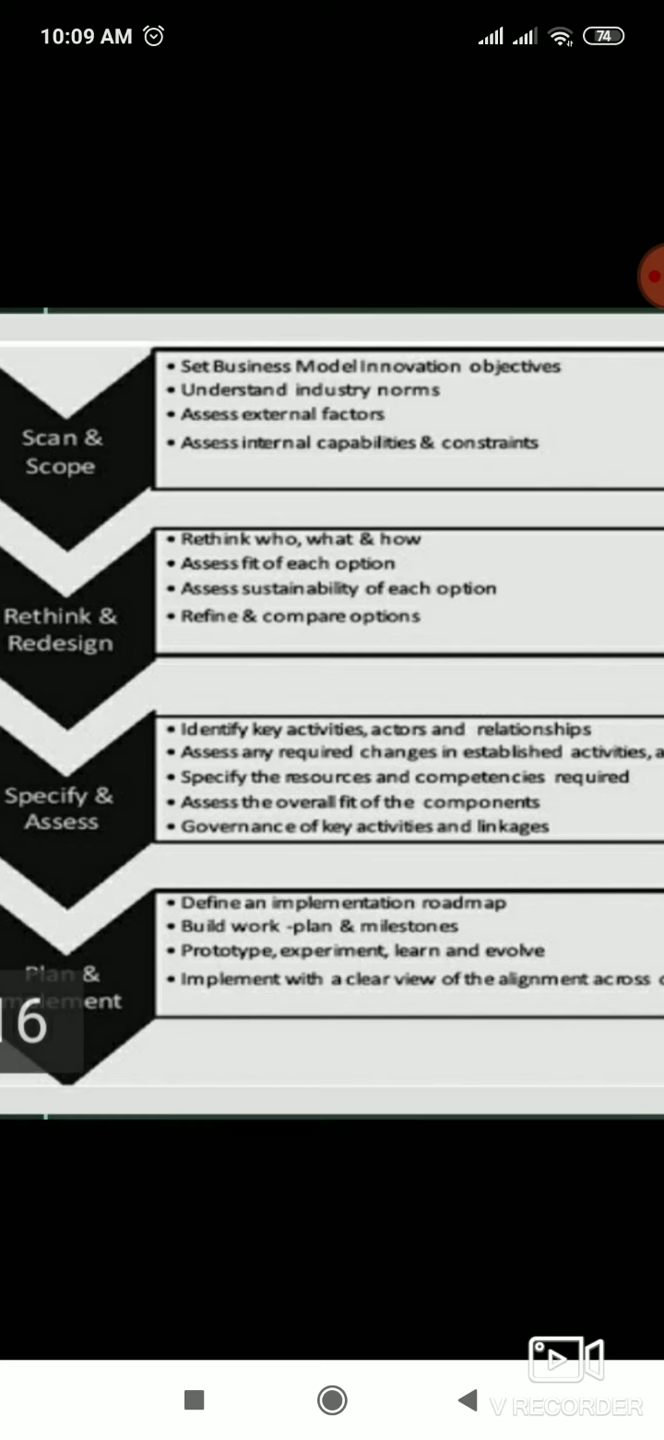 10:09 AM
74
• Set Business Model Innovation objectives
• Understand industry norms
• Assess external factors
• Assess internal capabilities & constraints
Scan &
Scope
• Rethink who, what & how
• Assess fit of each option
• Assess sustainability of each option
• Refine & compare options
Rethink &
Redesign
• Identify key activities, actors and relationships
• Assess any required changes in established activities, a
• Specify the resources and competencies required
• Assess the overall fit of the components
• Governance of key activities and linkages
Specify &
Assess
• Define an implementation roadmap
• Build work -plan & milestones
• Prototype, experiment, learn and evolve
• Implement with a clear view of the alignment across
Plan &
16
V RECORDER